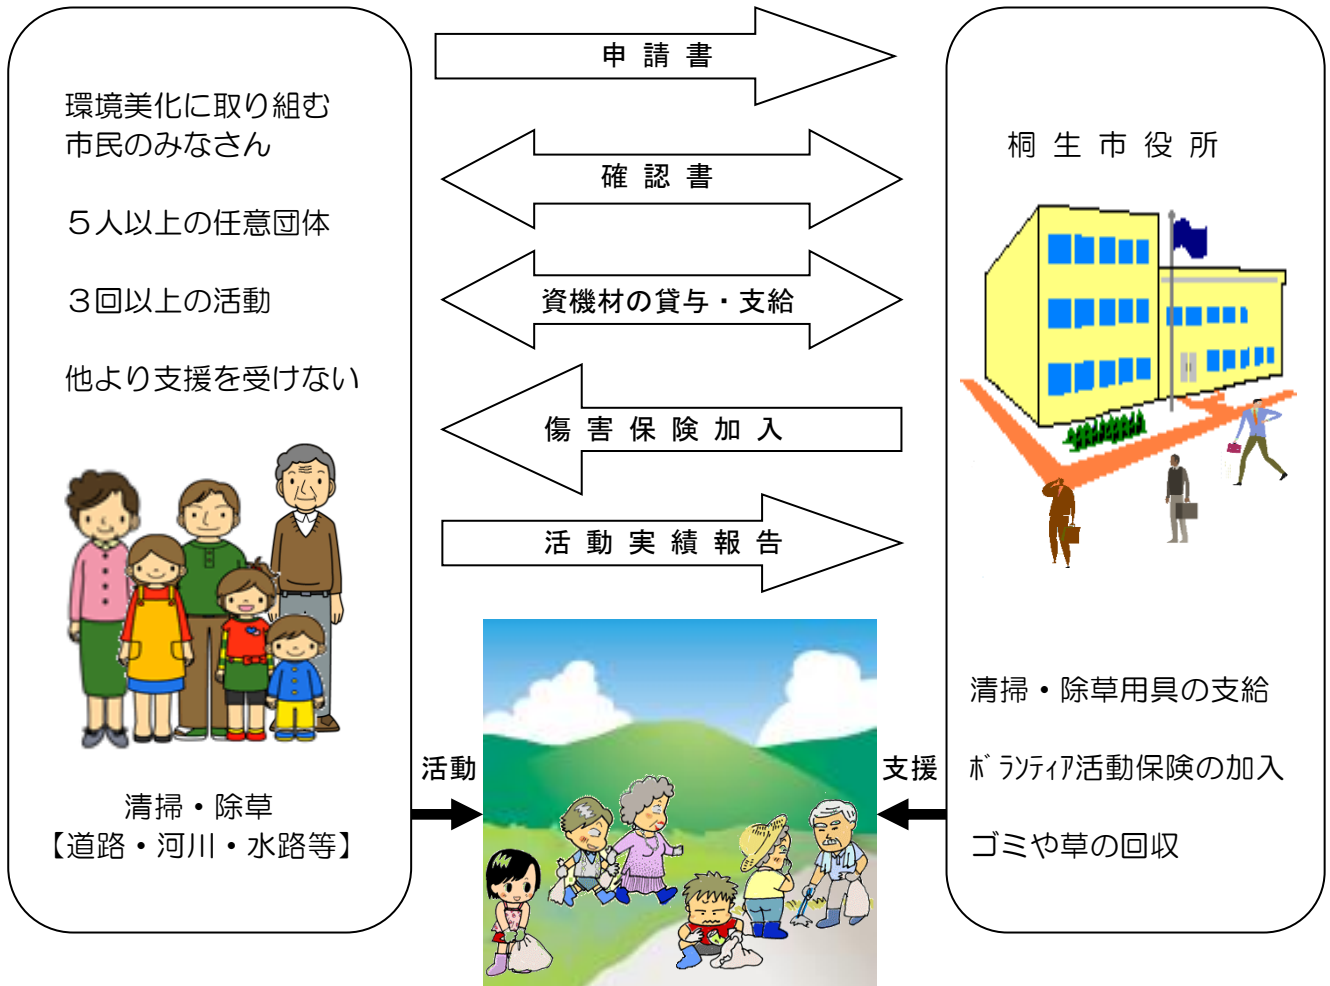 環境美化に取り組む
市民のみなさん
５人以上の任意団体
３回以上の活動
他より支援を受けない
清掃・除草
【道路・河川・水路等】
申請書
確認書
資機材の貸与・支給
傷害保険加入
活動実績報告
活動
支援
桐生市役所
清掃・除草用具の支給
ﾎﾞﾗﾝﾃｨｱ活動保険の加入
ゴミや草の回収